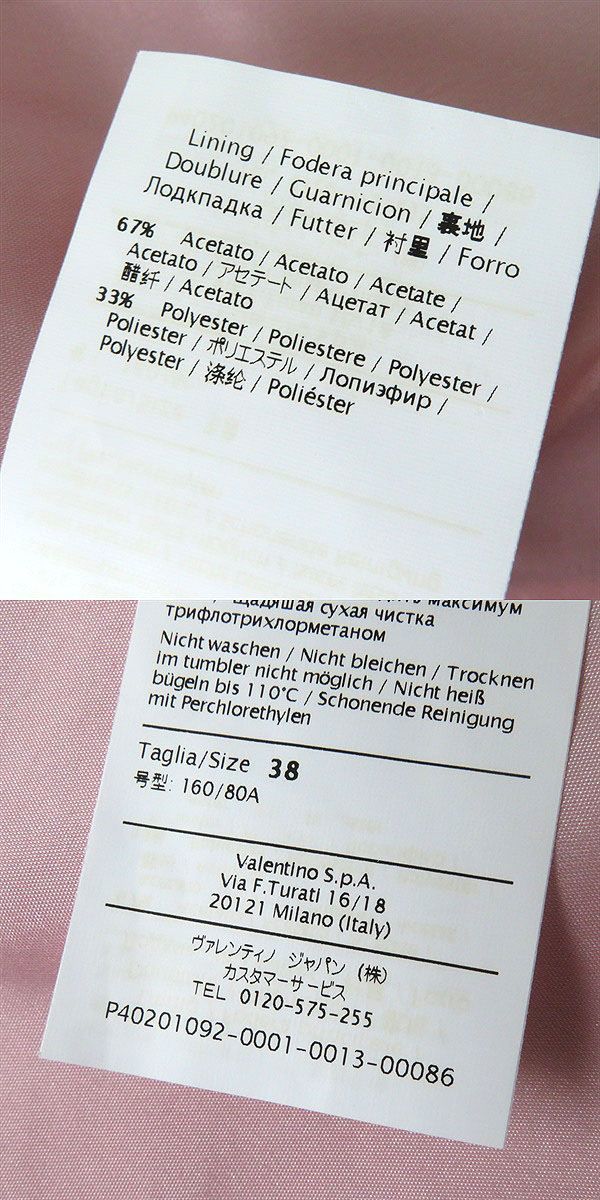 Lining / Fodera principale /
Doublure / Guarnicion / 裏地 /
Лодкпадка / Futter / 衬里 / Forro
67% Acetato / Acetato / Acetate /
Acetato / アセテート / Ацетат / Acetat /
醋纤 / Acetato
33% Polyester / Poliestere / Polyester /
Poliester / ポリエステル / Лопиэфир /
Polyester / 涤纶 / Poliéster
максимум
Щадяшая сухая чистка
трифлотрихлорметаном
Nicht waschen / Nicht bleichen / Trocknen
im tumbler nicht möglich / Nicht heiß
bügeln bis 110°C / Schonende Reinigung
mit Perchlorethylen
Taglia/Size 38
号型: 160/80A
Valentino S.p.A.
Via F.Turati 16/18
20121 Milano (Italy)
ヴァレンティノ ジャパン (株)
カスタマーサービス
TEL 0120-575-255
P40201092-0001-0013-00086